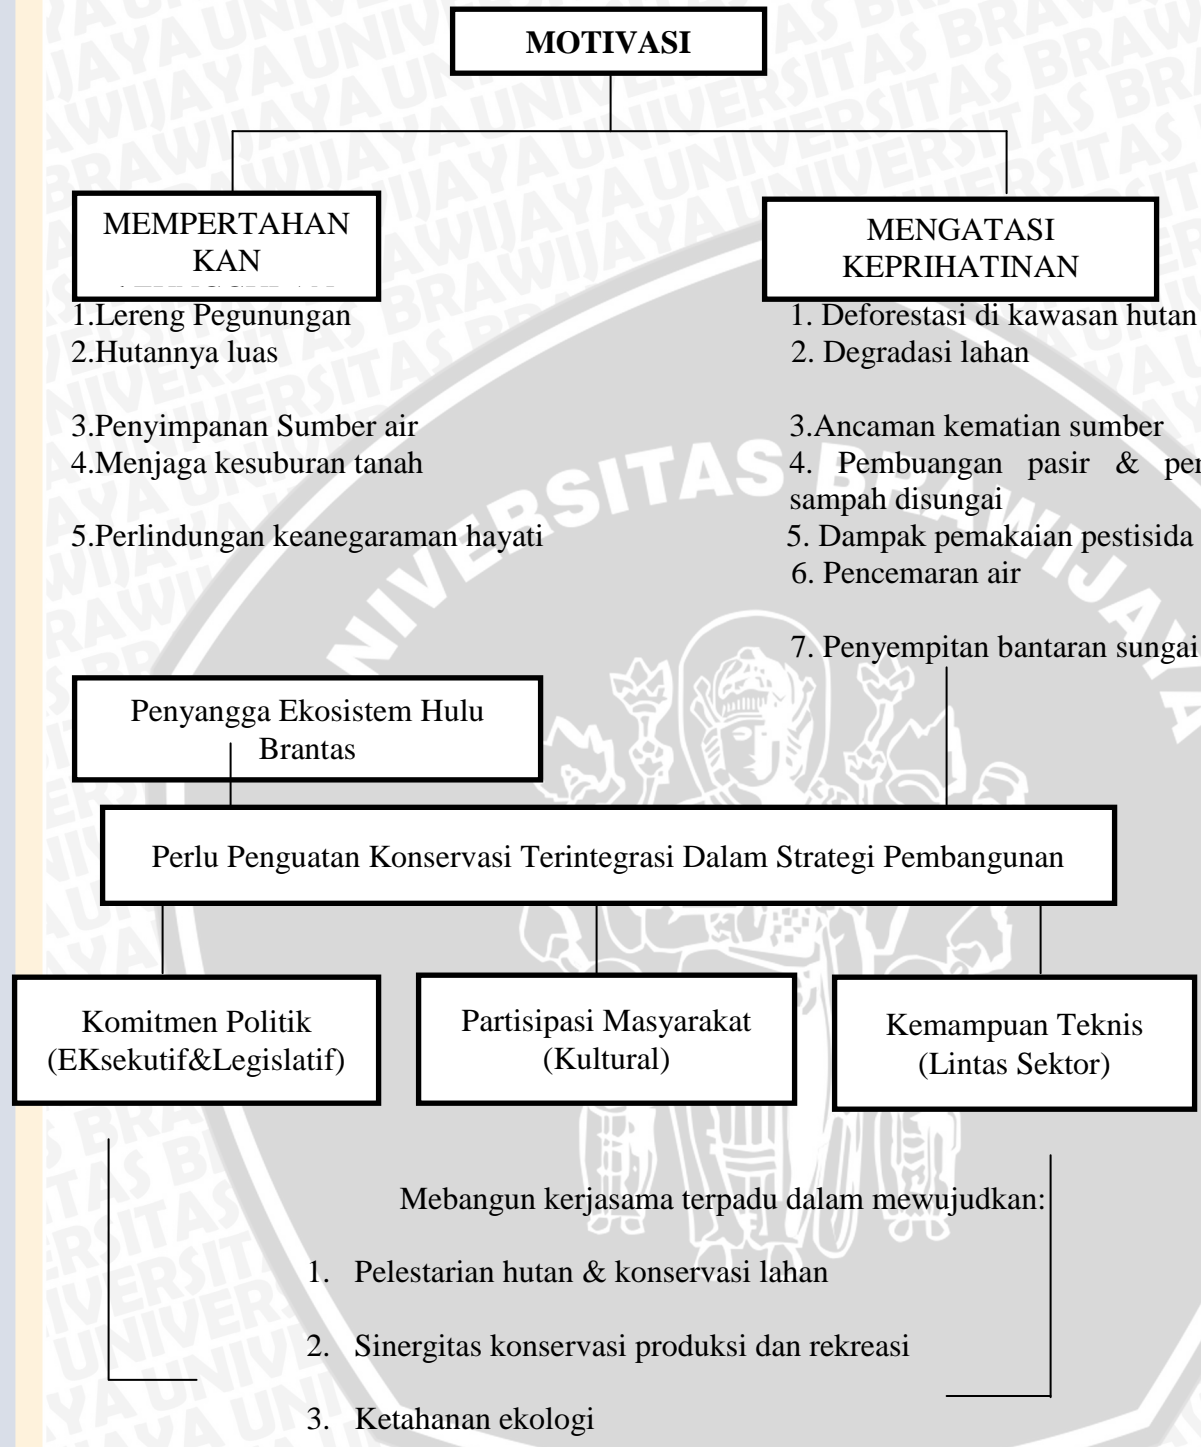 MOTIVASI
MEMPERTAHAN
KAN
MENGATASI
KEPRIHATINAN
1.Lereng Pegunungan
2.Hutannya luas
3.Penyimpanan Sumber air
4.Menjaga kesuburan tanah
5.Perlindungan keanegaraman hayati
1. Deforestasi di kawasan hutan
2. Degradasi lahan
3.Ancaman kematian sumber
4. Pembuangan pasir &
sampah disungai
5. Dampak pemakaian pestisida
6. Pencemaran air
7. Penyempitan bantaran sungai
Penyangga Ekosistem Hulu
Brantas
Perlu Penguatan Konservasi Terintegrasi Dalam Strategi Pembangunan
Komitmen Politik
(EKsekutif&Legislatif)
Partisipasi Masyarakat
(Kultural)
Kemampuan Teknis
(Lintas Sektor)
Mebangun kerjasama terpadu dalam mewujudkan:
1. Pelestarian hutan & konservasi lahan
2. Sinergitas konservasi produksi dan rekreasi
3. Ketahanan ekologi
UNIVERSITAS BRAWIJAYA